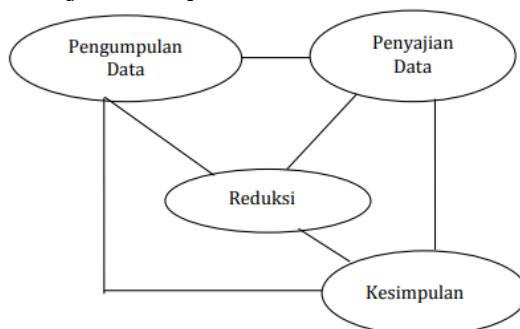 Pengumpulan
Data
Penyajian
Data
Reduksi
Kesimpulan